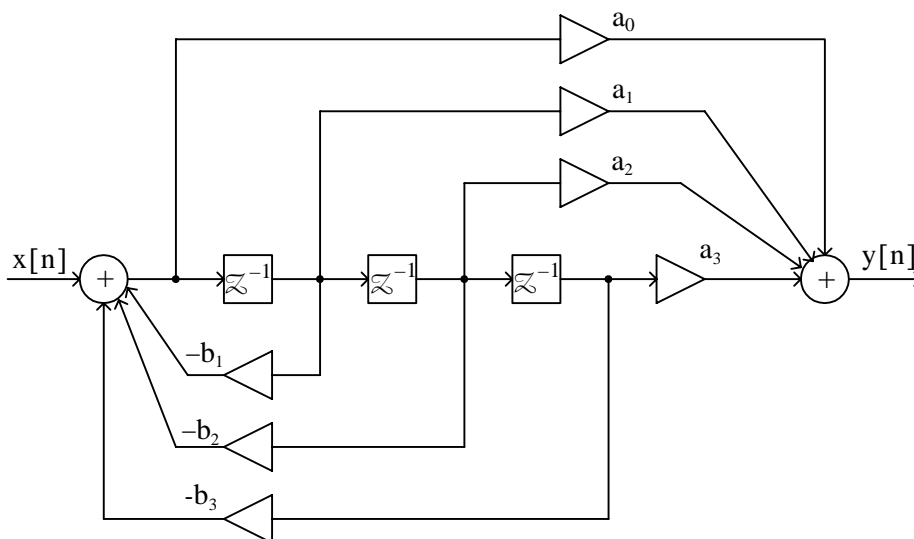 a₀
a₁
a₂
x[n] + 𝒵⁻¹ 𝒵⁻¹ 𝒵⁻¹ a₃ + y[n]
–b₁
–b₂
-b₃